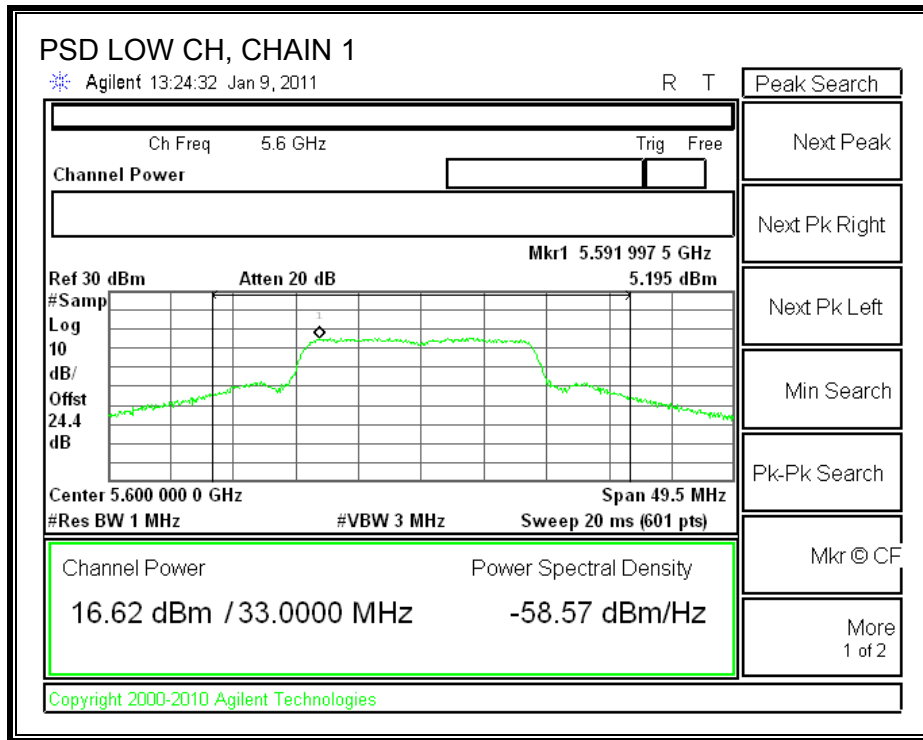 PSD LOW CH, CHAIN 1
Agilent 13:24:32 Jan 9, 2011 R T
Ch Freq 5.6 GHz Trig Free
Channel Power
Mkr1 5.591 997 5 GHz
Ref 30 dBm Atten 20 dB 5.195 dBm
#Samp
Log
10
dB/
Offst
24.4
dB
1
Center 5.600 000 0 GHz Span 49.5 MHz
#Res BW 1 MHz #VBW 3 MHz Sweep 20 ms (601 pts)
Channel Power Power Spectral Density
16.62 dBm / 33.0000 MHz -58.57 dBm/Hz
Copyright 2000-2010 Agilent Technologies
Peak Search
Next Peak
Next Pk Right
Next Pk Left
Min Search
Pk-Pk Search
Mkr © CF
More
1 of 2